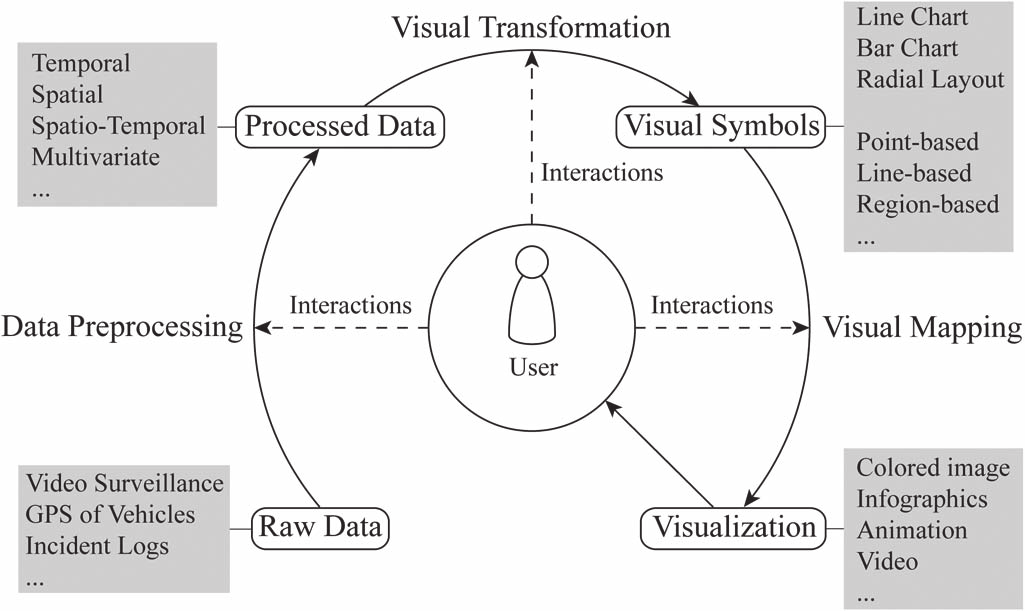 Visual Transformation
Temporal
Spatial
Spatio-Temporal
Multivariate
...
Processed Data
Visual Symbols
Line Chart
Bar Chart
Radial Layout
Point-based
Line-based
Region-based
...
Interactions
Data Preprocessing
Interactions
User
Interactions
Visual Mapping
Video Surveillance
GPS of Vehicles
Incident Logs
...
Raw Data
Visualization
Colored image
Infographics
Animation
Video
...